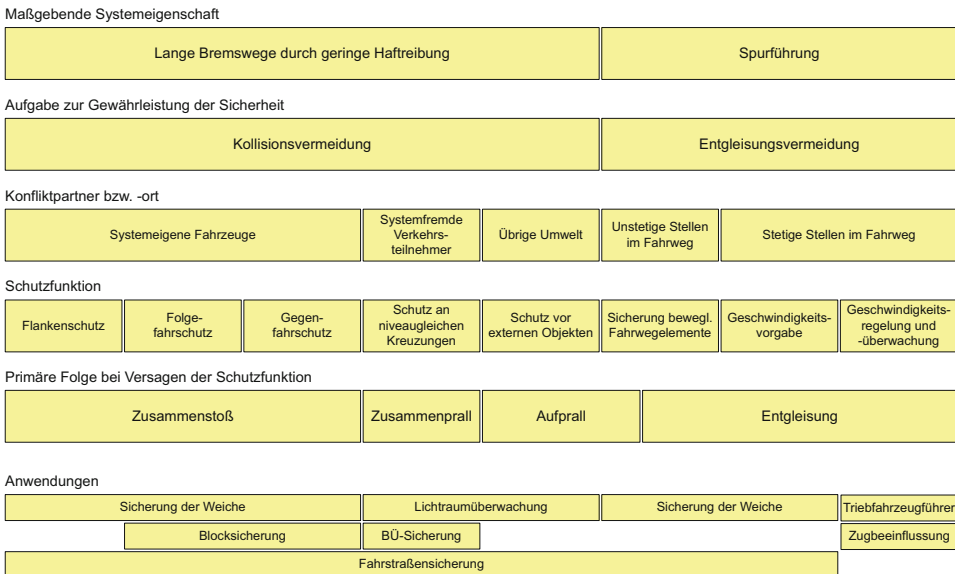 Maßgebende Systemeigenschaft
Lange Bremswege durch geringe Haftreibung
Spurführung
Aufgabe zur Gewährleistung der Sicherheit
Kollisionsvermeidung
Entgleisungsvermeidung
Konfliktpartner bzw. -ort
Systemeigene Fahrzeuge
Systemfremde
Verkehrs-
teilnehmer
Übrige Umwelt
Unstetige Stellen
im Fahrweg
Stetige Stellen im Fahrweg
Schutzfunktion
Flankenschutz
Folge-
fahrschutz
Gegen-
fahrschutz
Schutz an
niveaugleichen
Kreuzungen
Schutz vor
externen Objekten
Sicherung bewegl.
Fahrwegelemente
Geschwindigkeits-
vorgabe
Geschwindigkeits-
regelung und
-überwachung
Primäre Folge bei Versagen der Schutzfunktion
Zusammenstoß
Zusammenprall
Aufprall
Entgleisung
Anwendungen
Sicherung der Weiche
Lichtraumüberwachung
Sicherung der Weiche
Triebfahrzeugführer
Blocksicherung
BÜ-Sicherung
Zugbeeinflussung
Fahrstraßensicherung